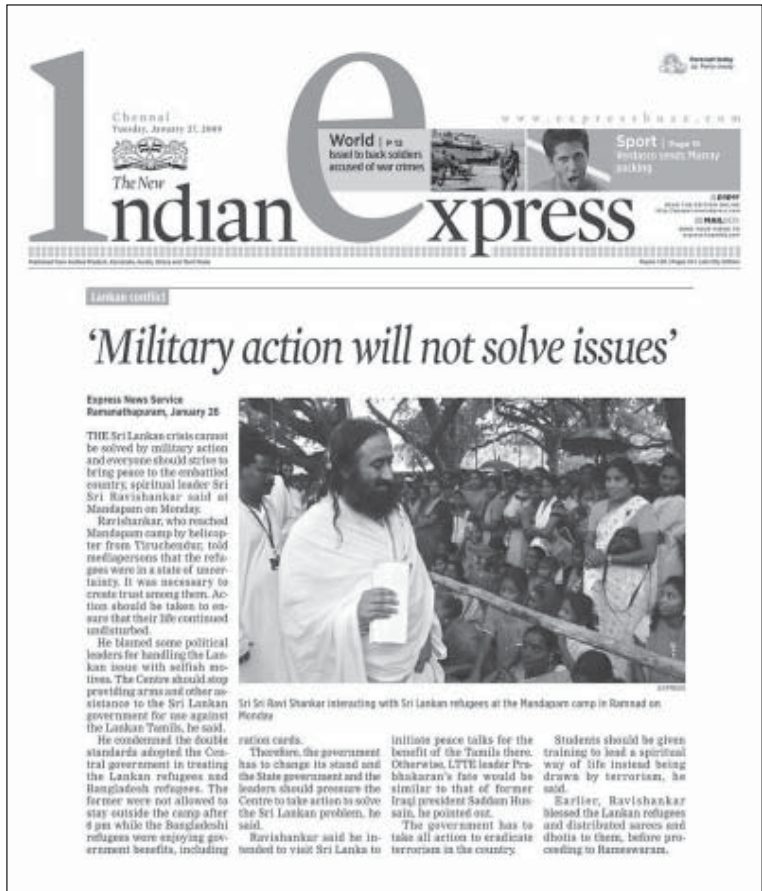 Chennai
Tuesday, January 27, 2009
www.expressbuzz.com
World | P 12
Israel to back soldiers
accused of war crimes
Sport | Page
Verdasco sends Murray
packing
The New
Indian Express
Lankan conflict
‘Military action will not solve issues’
Express News Service
Ramanathapuram, January 26
THE Sri Lankan crisis cannot
be solved by military action
and everyone should strive to
bring peace to the embattled
country, spiritual leader Sri
Sri Ravishankar said at
Mandapam on Monday.
Ravishankar, who reached
Mandapam camp by helicop-
ter from Tiruchendur, told
mediapersons that the refu-
gees were in a state of uncer-
tainty. It was necessary to
create trust among them. Ac-
tion should be taken to en-
sure that their life continued
undisturbed.
He blamed some political
leaders for handling the Lan-
kan issue with selfish mo-
tives. The Centre should stop
providing arms and other as-
sistance to the Sri Lankan
government for use against
the Lankan Tamils, he said.
He condemned the double
standards adopted the Cen-
tral government in treating
the Lankan refugees and
Bangladesh refugees. The
former were not allowed to
stay outside the camp after
6 pm while the Bangladeshi
refugees were enjoying gov-
ernment benefits, including
EXPRESS
Sri Sri Ravi Shankar interacting with Sri Lankan refugees at the Mandapam camp in Ramnad on
Monday
ration cards.
Therefore, the government
has to change its stand and
the State government and the
leaders should pressure the
Centre to take action to solve
the Sri Lankan problem, he
said.
Ravishankar said he in-
tended to visit Sri Lanka to
initiate peace talks for the
benefit of the Tamils there.
Otherwise, LTTE leader Pra-
bhakaran's fate would be
similar to that of former
Iraqi president Saddam Hus-
sain, he pointed out.
The government has to
take all action to eradicate
terrorism in the country.
Students should be given
training to lead a spiritual
way of life instead being
drawn by terrorism, he
said.
Earlier, Ravishankar
blessed the Lankan refugees
and distributed sarees and
dhotis to them, before pro-
ceeding to Rameswaram.